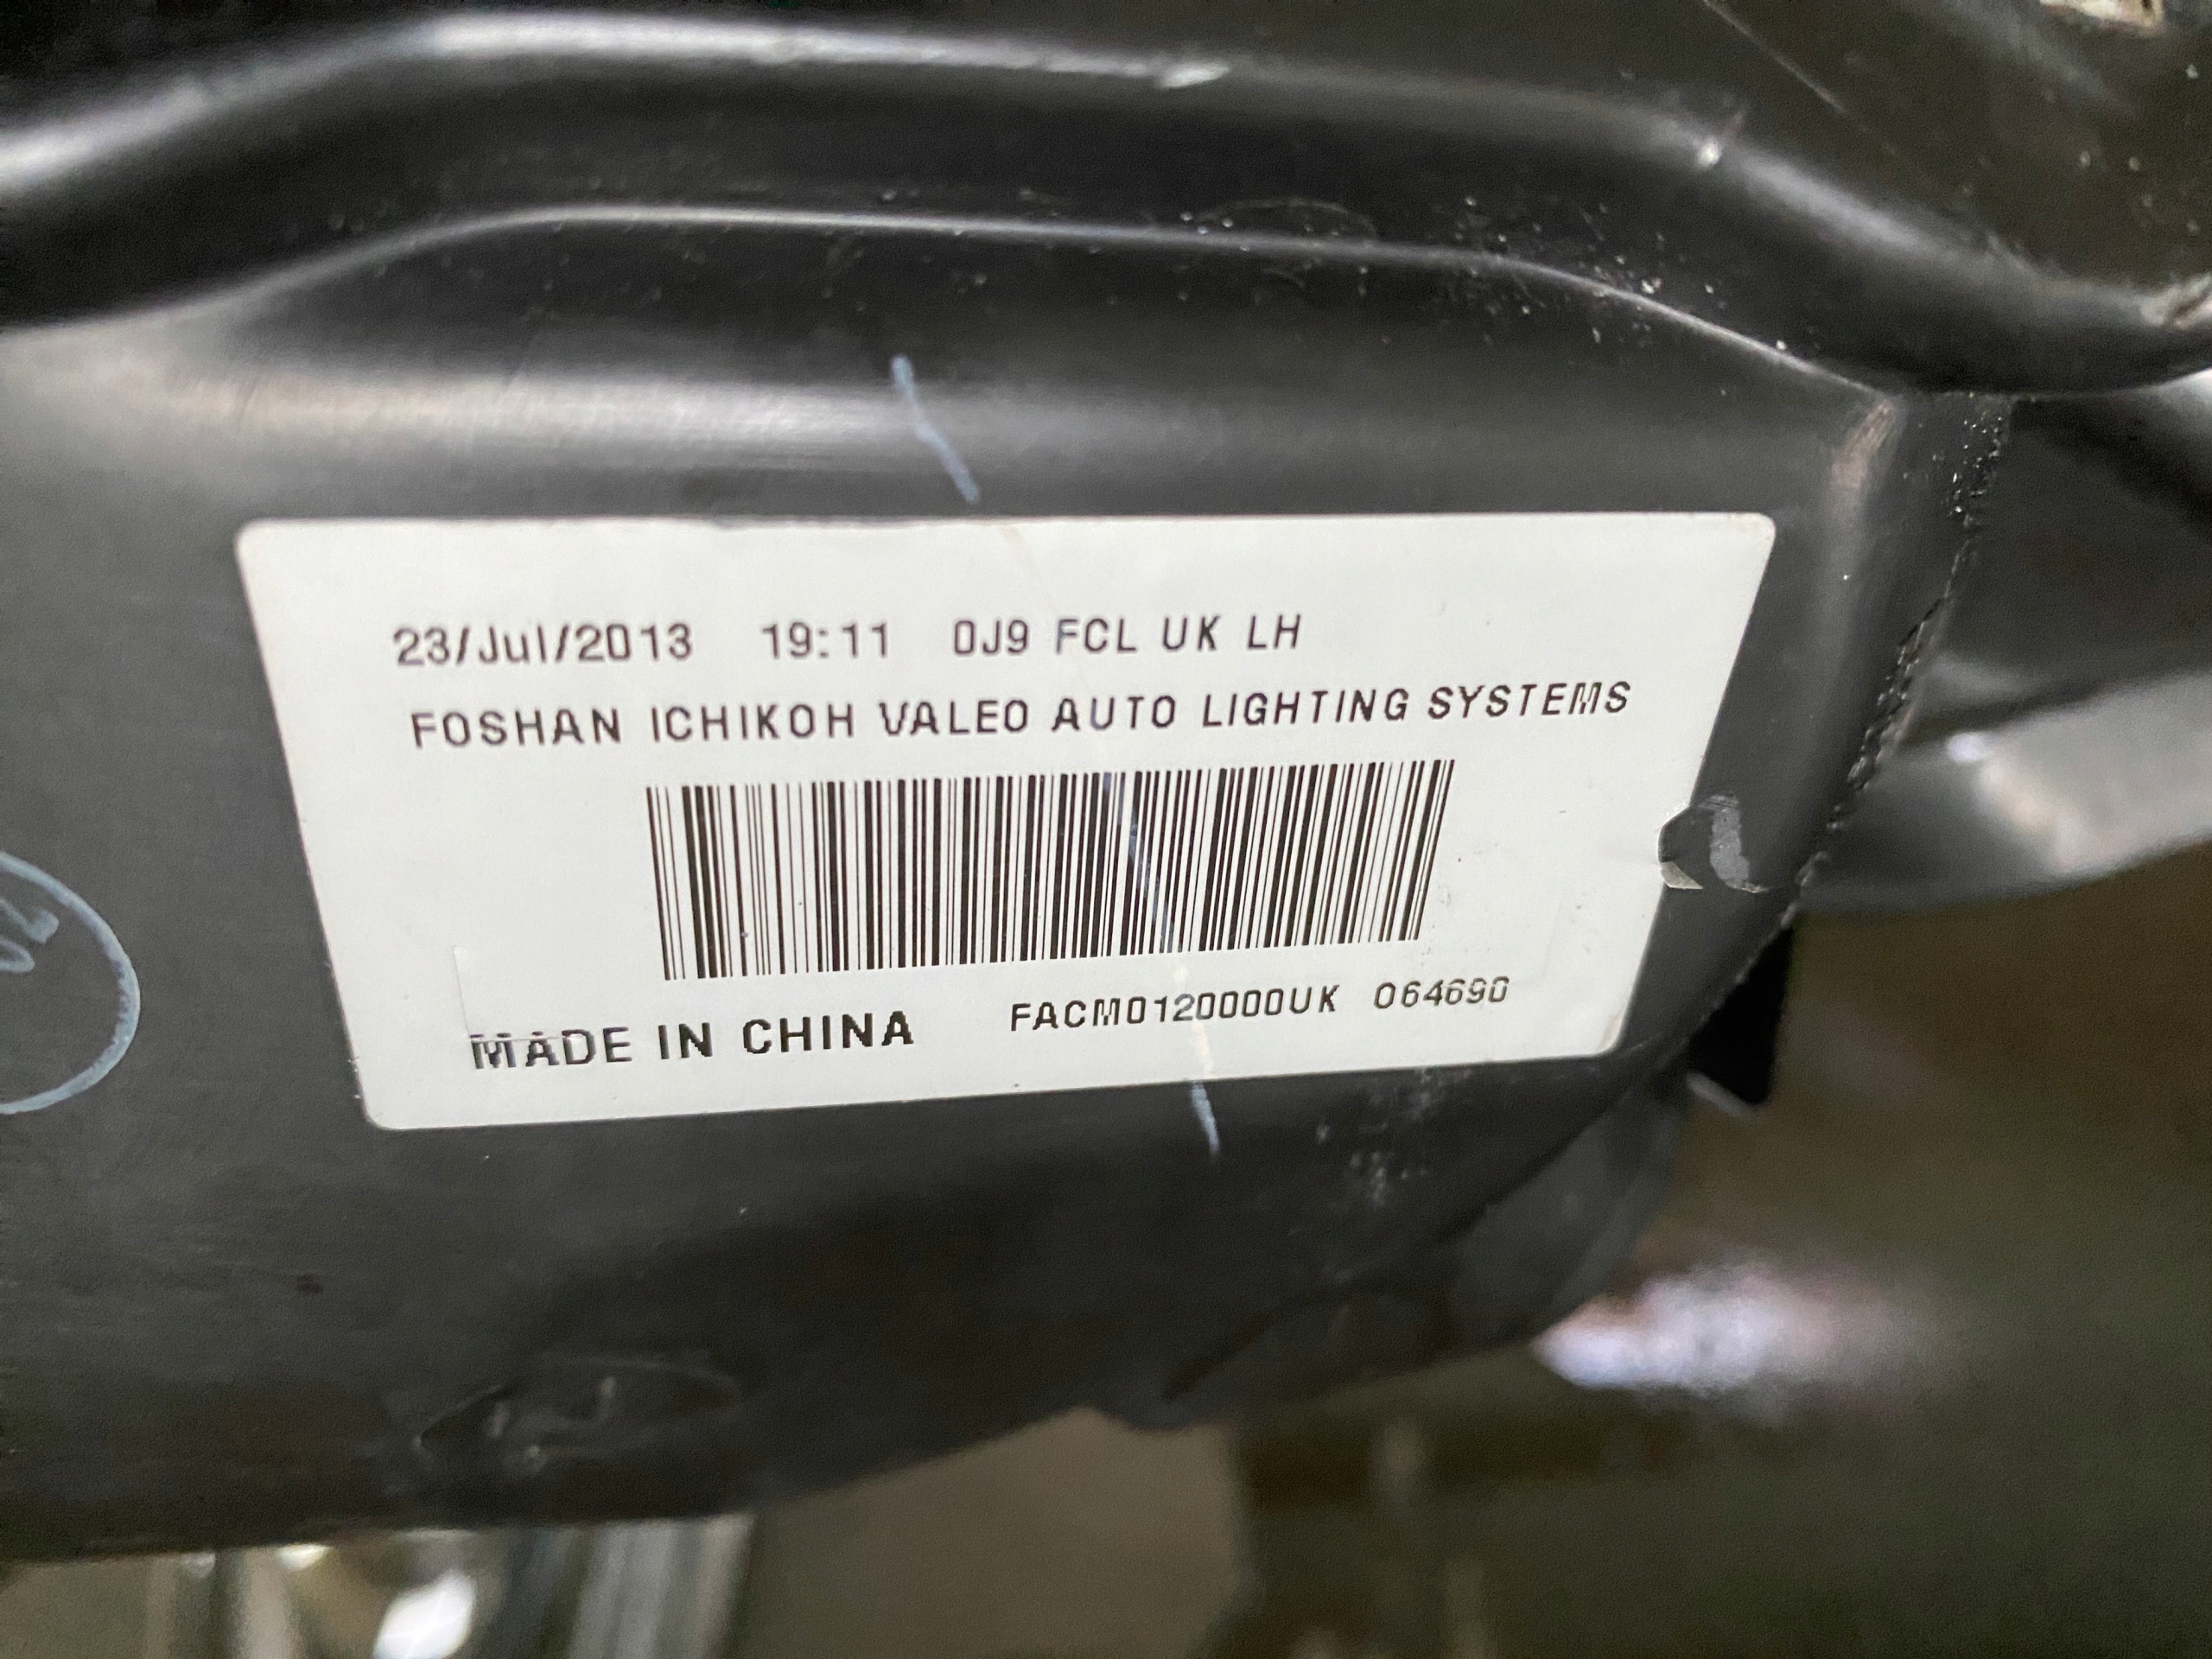 23/Jul/2013 19:11 0J9 FCL UK LH
FOSHAN ICHIKOH VALEO AUTO LIGHTING SYSTEMS
MADE IN CHINA FACM0120000UK 064690